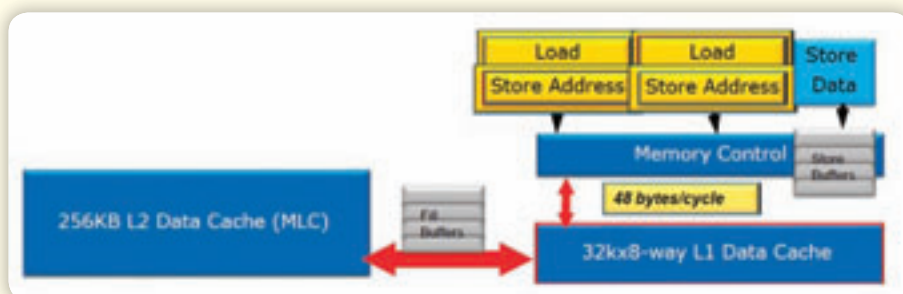 Load
Load
Store
Data
Store Address
Store Address
Memory Control
Store
Buffers
48 bytes/cycle
256KB L2 Data Cache (MLC)
Fill
Buffers
32kx8-way L1 Data Cache